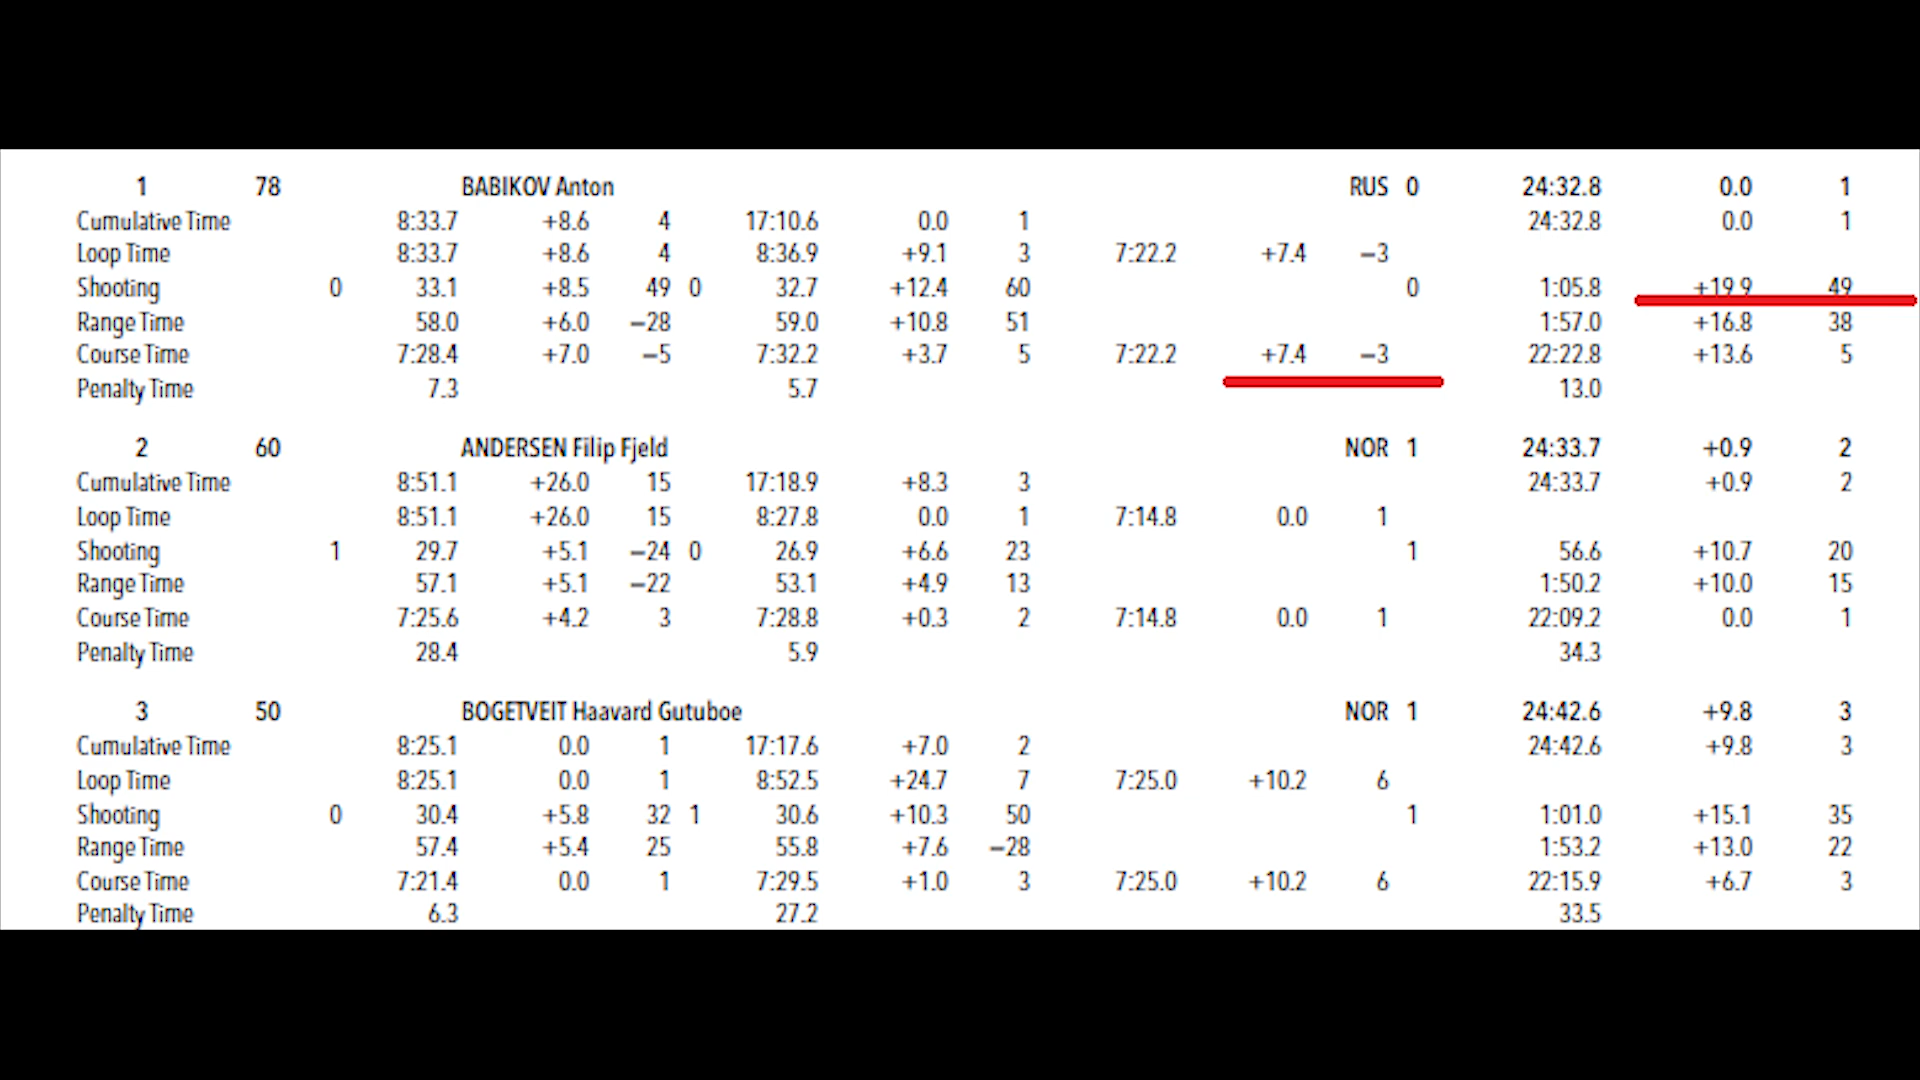 1 78 BABIKOV Anton RUS 0 24:32.8 0.0 1
Cumulative Time 8:33.7 +8.6 4 17:10.6 0.0 1 24:32.8 0.0 1
Loop Time 8:33.7 +8.6 4 8:36.9 +9.1 3 7:22.2 +7.4 =3
Shooting 0 33.1 +8.5 49 0 32.7 +12.4 60 0 1:05.8 +19.9 49
Range Time 58.0 +6.0 =28 59.0 +10.8 51 1:57.0 +16.8 38
Course Time 7:28.4 +7.0 =5 7:32.2 +3.7 5 7:22.2 +7.4 =3 22:22.8 +13.6 5
Penalty Time 7.3 5.7 13.0
2 60 ANDERSEN Filip Fjeld NOR 1 24:33.7 +0.9 2
Cumulative Time 8:51.1 +26.0 15 17:18.9 +8.3 3 24:33.7 +0.9 2
Loop Time 8:51.1 +26.0 15 8:27.8 0.0 1 7:14.8 0.0 1
Shooting 1 29.7 +5.1 =24 0 26.9 +6.6 23 1 56.6 +10.7 20
Range Time 57.1 +5.1 =22 53.1 +4.9 13 1:50.2 +10.0 15
Course Time 7:25.6 +4.2 3 7:28.8 +0.3 2 7:14.8 0.0 1 22:09.2 0.0 1
Penalty Time 28.4 5.9 34.3
3 50 BOGETVEIT Haavard Gutuboe NOR 1 24:42.6 +9.8 3
Cumulative Time 8:25.1 0.0 1 17:17.6 +7.0 2 24:42.6 +9.8 3
Loop Time 8:25.1 0.0 1 8:52.5 +24.7 7 7:25.0 +10.2 6
Shooting 0 30.4 +5.8 32 1 30.6 +10.3 50 1 1:01.0 +15.1 35
Range Time 57.4 +5.4 25 55.8 +7.6 =28 1:53.2 +13.0 22
Course Time 7:21.4 0.0 1 7:29.5 +1.0 3 7:25.0 +10.2 6 22:15.9 +6.7 3
Penalty Time 6.3 27.2 33.5